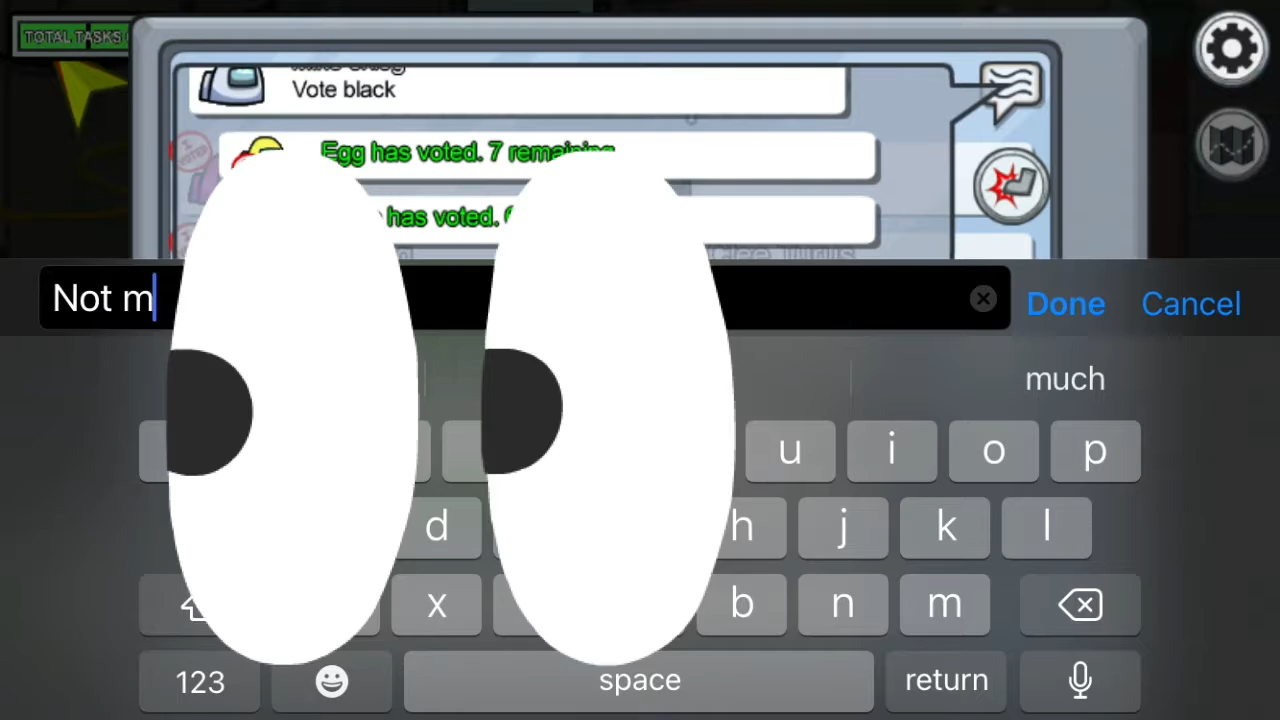 TOTAL TASKS
Vote black
Egg has voted. 7 remaining
has voted.
Not m
Done
Cancel
much
u i o p
d h j k l
x b n m
123
space
return